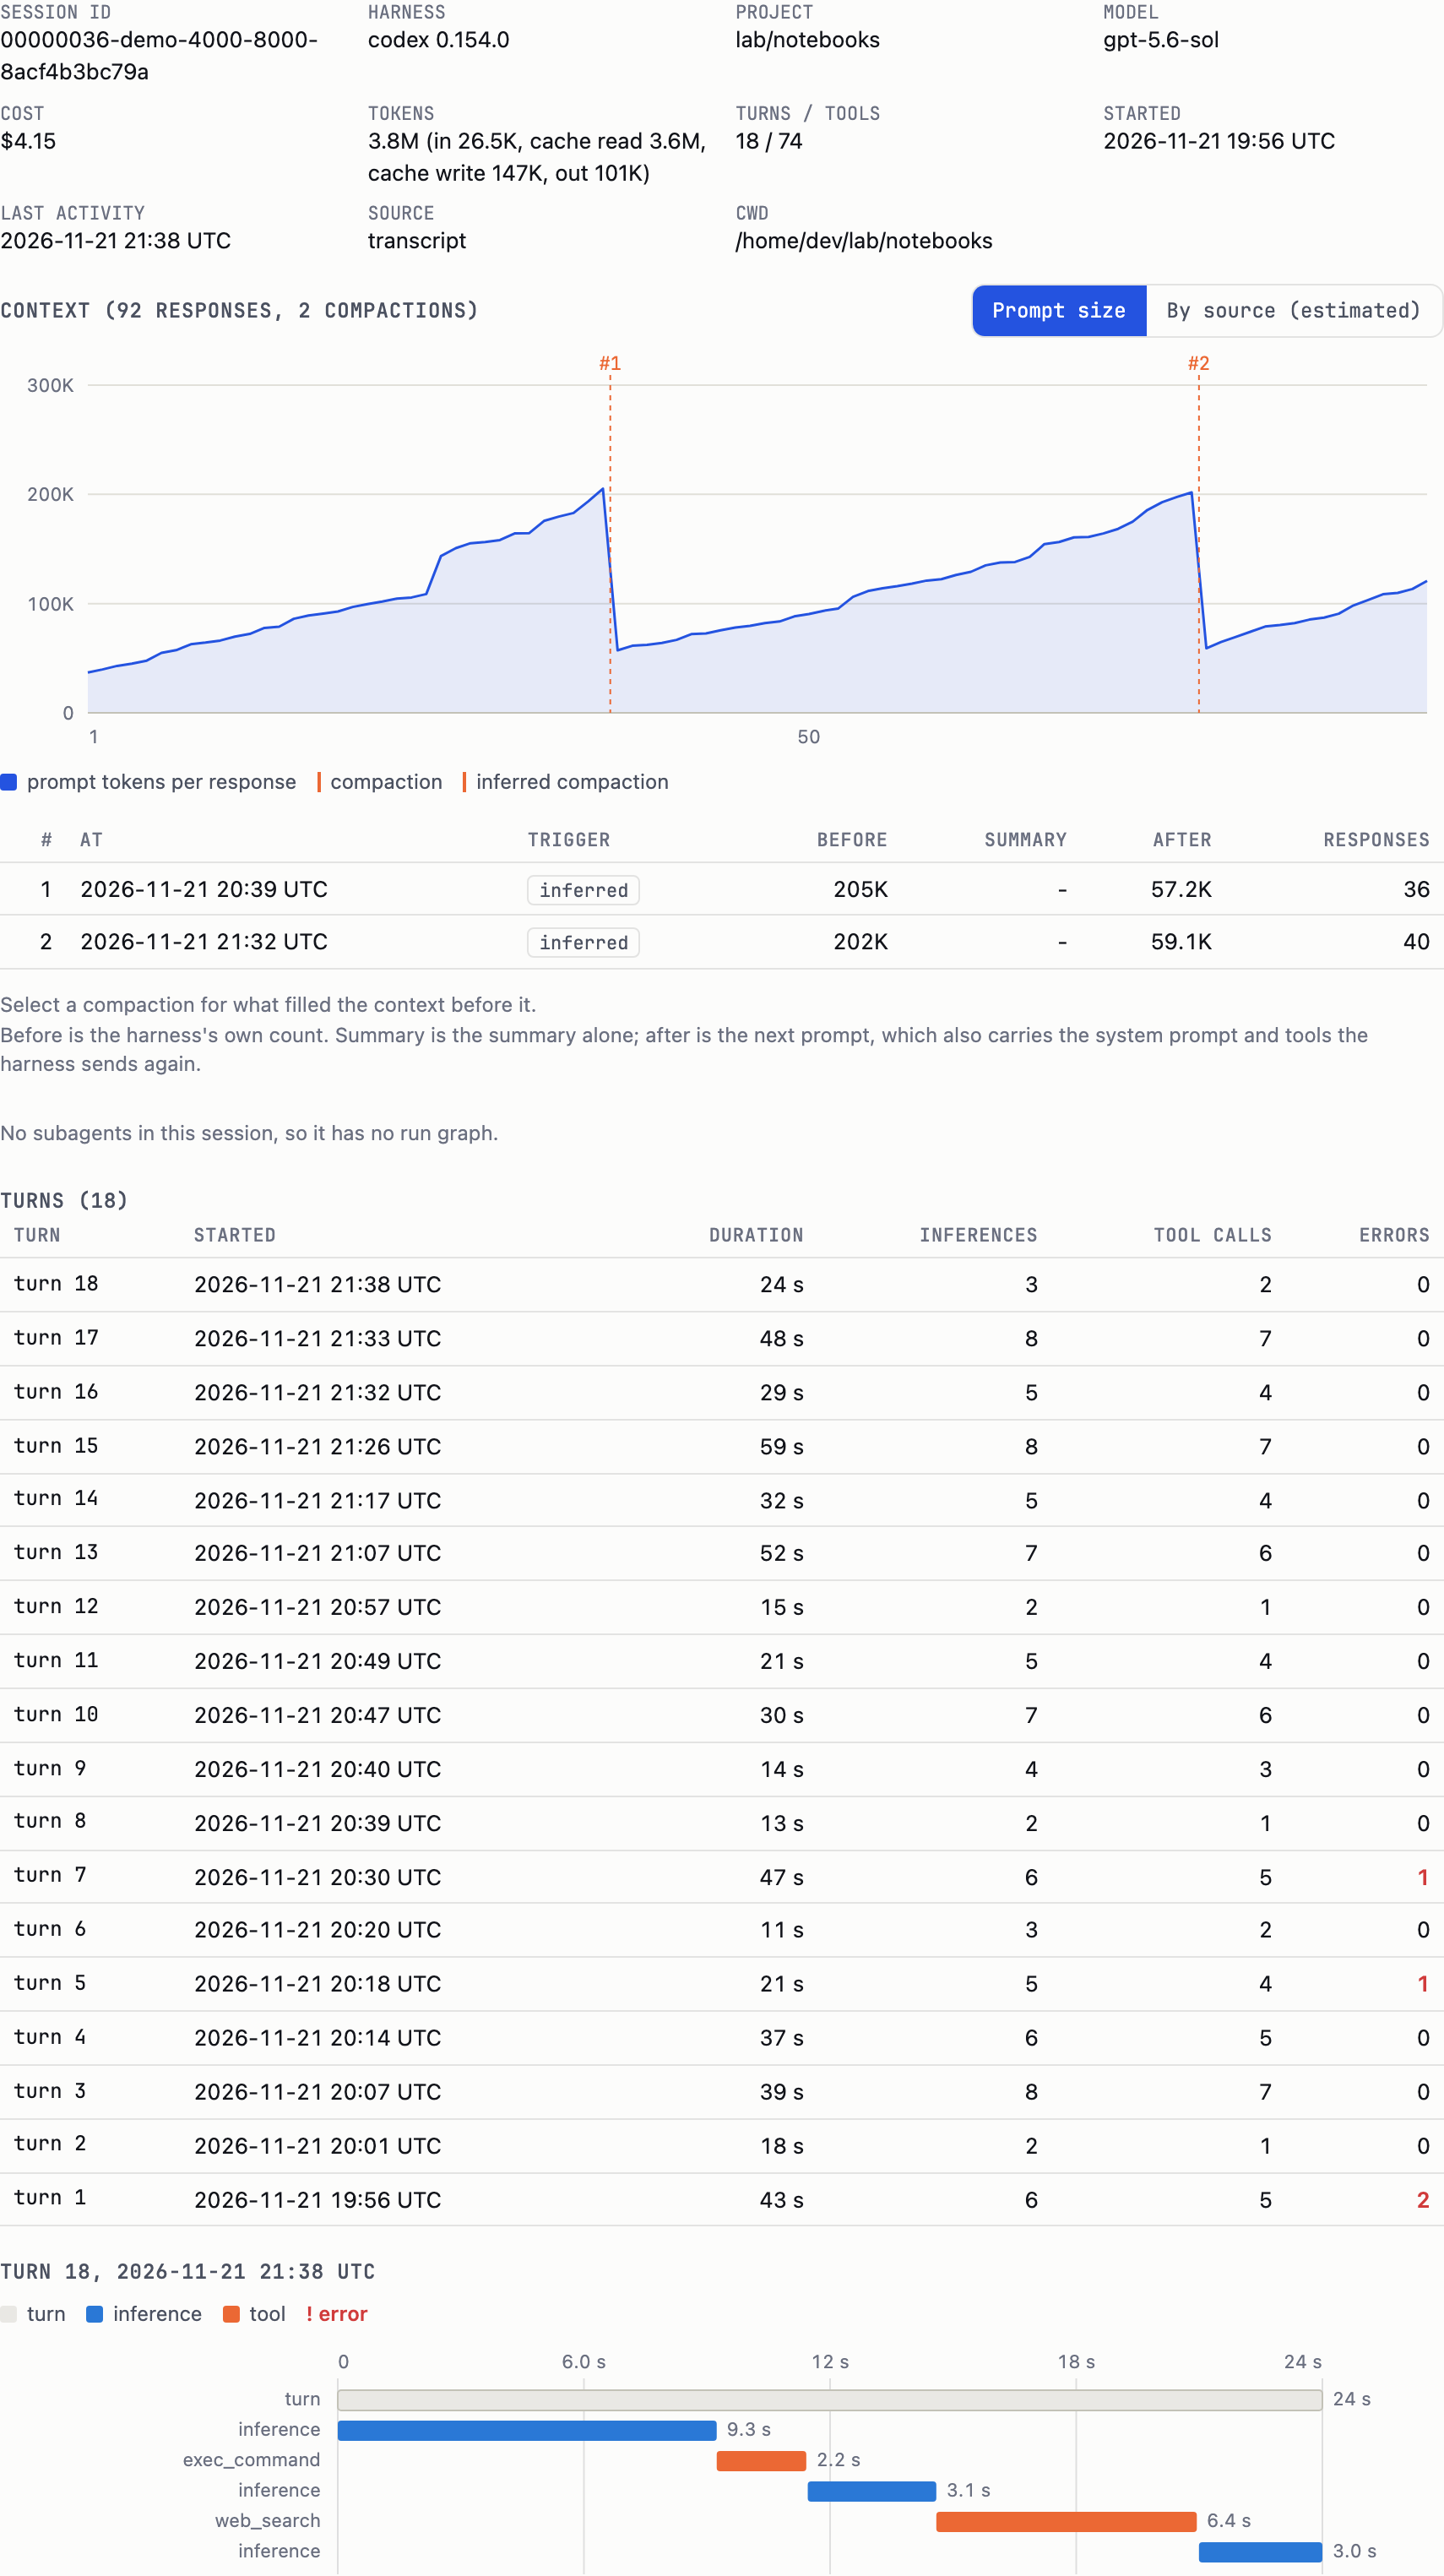 SESSION ID
00000036-demo-4000-8000-
8acf4b3bc79a
HARNESS
codex 0.154.0
PROJECT
lab/notebooks
MODEL
gpt-5.6-sol
COST
$4.15
TOKENS
3.8M (in 26.5K, cache read 3.6M,
cache write 147K, out 101K)
TURNS / TOOLS
18 / 74
STARTED
2026-11-21 19:56 UTC
LAST ACTIVITY
2026-11-21 21:38 UTC
SOURCE
transcript
CWD
/home/dev/lab/notebooks
CONTEXT (92 RESPONSES, 2 COMPACTIONS)
Prompt size By source (estimated)
#1 #2
300K
200K
100K
0
1 50
prompt tokens per response compaction inferred compaction
# AT TRIGGER BEFORE SUMMARY AFTER RESPONSES
1 2026-11-21 20:39 UTC inferred 205K - 57.2K 36
2 2026-11-21 21:32 UTC inferred 202K - 59.1K 40
Select a compaction for what filled the context before it.
Before is the harness's own count. Summary is the summary alone; after is the next prompt, which also carries the system prompt and tools the
harness sends again.
No subagents in this session, so it has no run graph.
TURNS (18)
TURN STARTED DURATION INFERENCES TOOL CALLS ERRORS
turn 18 2026-11-21 21:38 UTC 24 s 3 2 0
turn 17 2026-11-21 21:33 UTC 48 s 8 7 0
turn 16 2026-11-21 21:32 UTC 29 s 5 4 0
turn 15 2026-11-21 21:26 UTC 59 s 8 7 0
turn 14 2026-11-21 21:17 UTC 32 s 5 4 0
turn 13 2026-11-21 21:07 UTC 52 s 7 6 0
turn 12 2026-11-21 20:57 UTC 15 s 2 1 0
turn 11 2026-11-21 20:49 UTC 21 s 5 4 0
turn 10 2026-11-21 20:47 UTC 30 s 7 6 0
turn 9 2026-11-21 20:40 UTC 14 s 4 3 0
turn 8 2026-11-21 20:39 UTC 13 s 2 1 0
turn 7 2026-11-21 20:30 UTC 47 s 6 5 1
turn 6 2026-11-21 20:20 UTC 11 s 3 2 0
turn 5 2026-11-21 20:18 UTC 21 s 5 4 1
turn 4 2026-11-21 20:14 UTC 37 s 6 5 0
turn 3 2026-11-21 20:07 UTC 39 s 8 7 0
turn 2 2026-11-21 20:01 UTC 18 s 2 1 0
turn 1 2026-11-21 19:56 UTC 43 s 6 5 2
TURN 18, 2026-11-21 21:38 UTC
turn inference tool ! error
0 6.0 s 12 s 18 s 24 s
turn 24 s
inference 9.3 s
exec_command 2.2 s
inference 3.1 s
web_search 6.4 s
inference 3.0 s